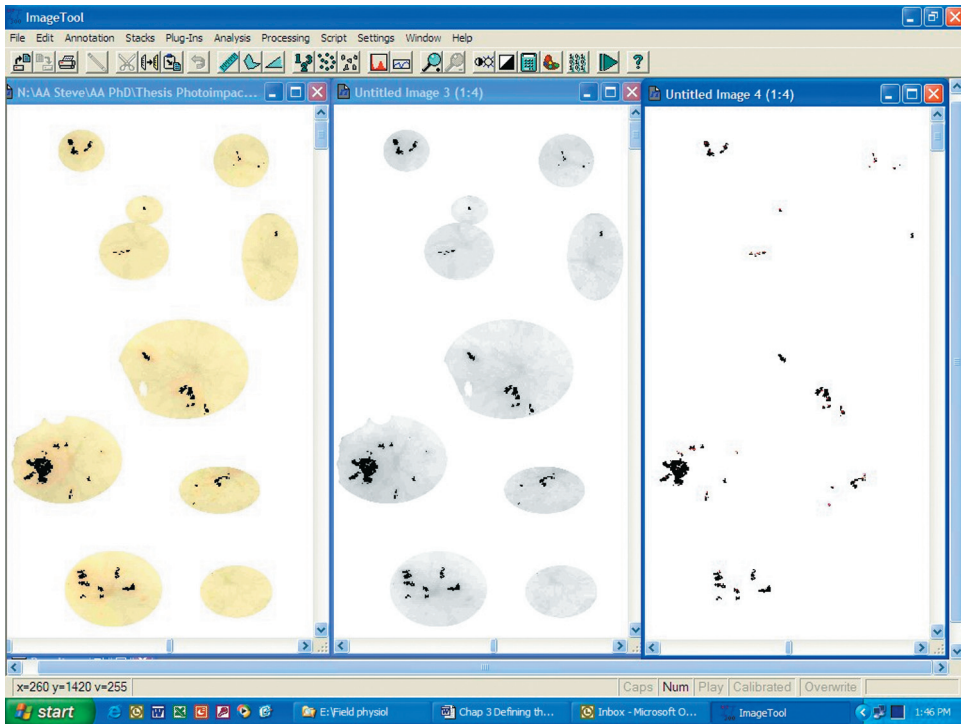 ImageTool
File Edit Annotation Stacks Plug-Ins Analysis Processing Script Settings Window Help
N:\AA Steve\AA PhD\Thesis Photoimpac...
Untitled Image 3 (1:4)
Untitled Image 4 (1:4)
x=260 y=1420 v=255
Caps Num Play Calibrated Overwrite
start
E:\Field physiol
Chap 3 Defining th...
Inbox - Microsoft O...
ImageTool
1:46 PM